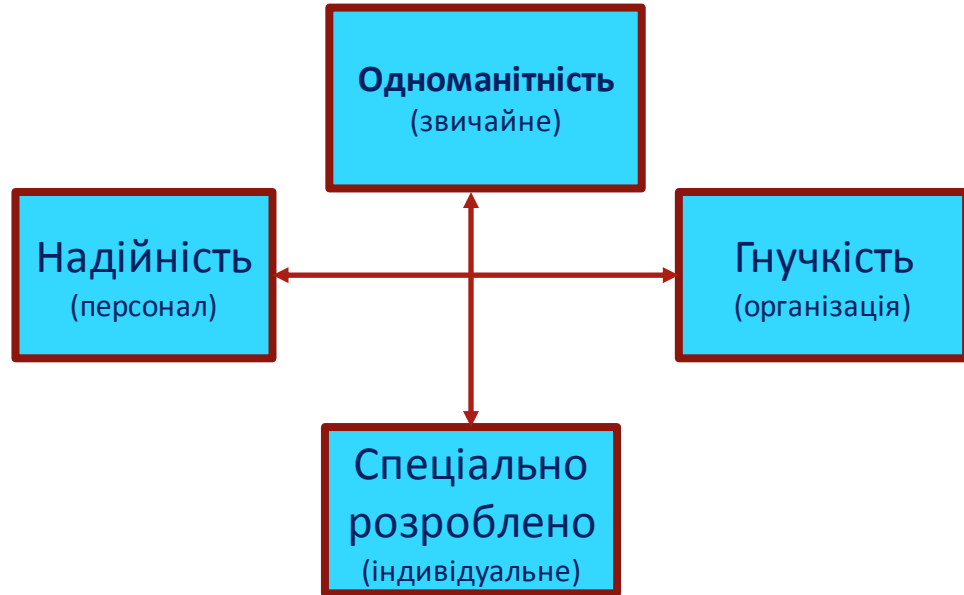 Одноманітність
(звичайне)
Надійність
(персонал)
Гнучкість
(організація)
Спеціально
розроблено
(індивідуальне)